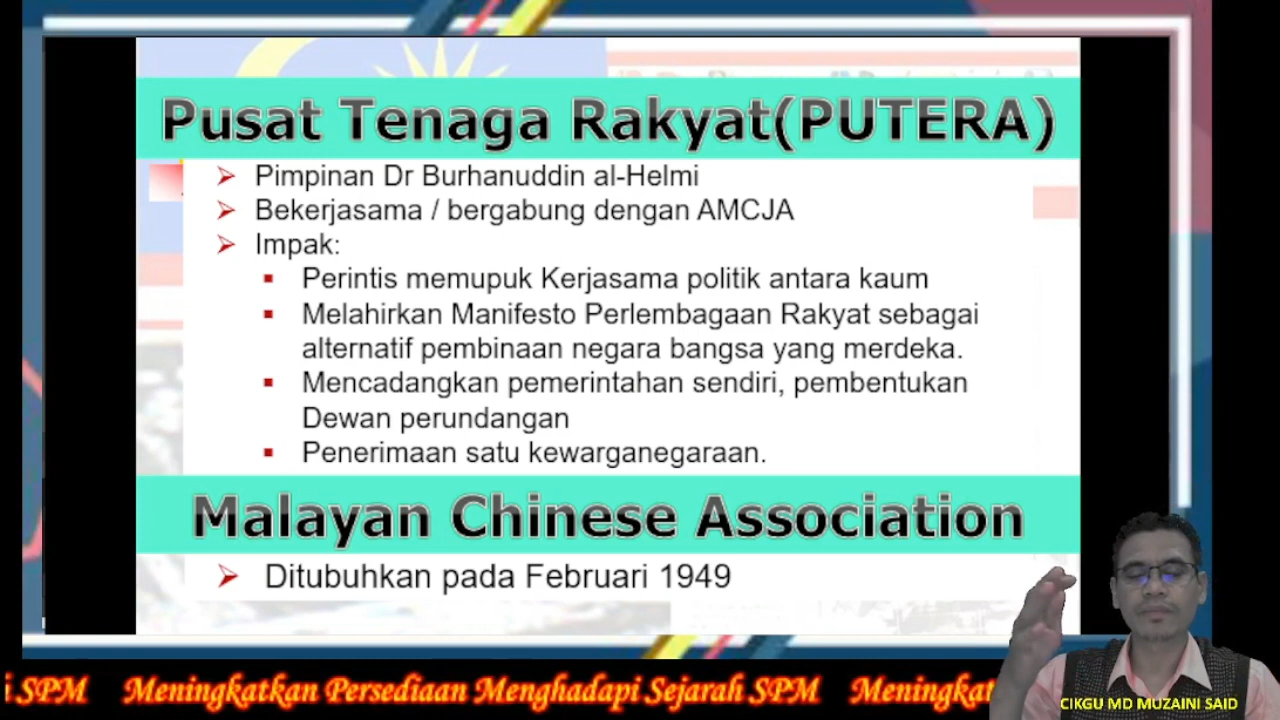 Pusat Tenaga Rakyat(PUTERA)
Pimpinan Dr Burhanuddin al-Helmi
Bekerjasama / bergabung dengan AMCJA
Impak:
Perintis memupuk Kerjasama politik antara kaum
Melahirkan Manifesto Perlembagaan Rakyat sebagai
alternatif pembinaan negara bangsa yang merdeka.
Mencadangkan pemerintahan sendiri, pembentukan
Dewan perundangan
Penerimaan satu kewarganegaraan.
Malayan Chinese Association
Ditubuhkan pada Februari 1949
i SPM Meningkatkan Persediaan Menghadapi Sejarah SPM Meningkat
CIKGU MD MUZAINI SAID